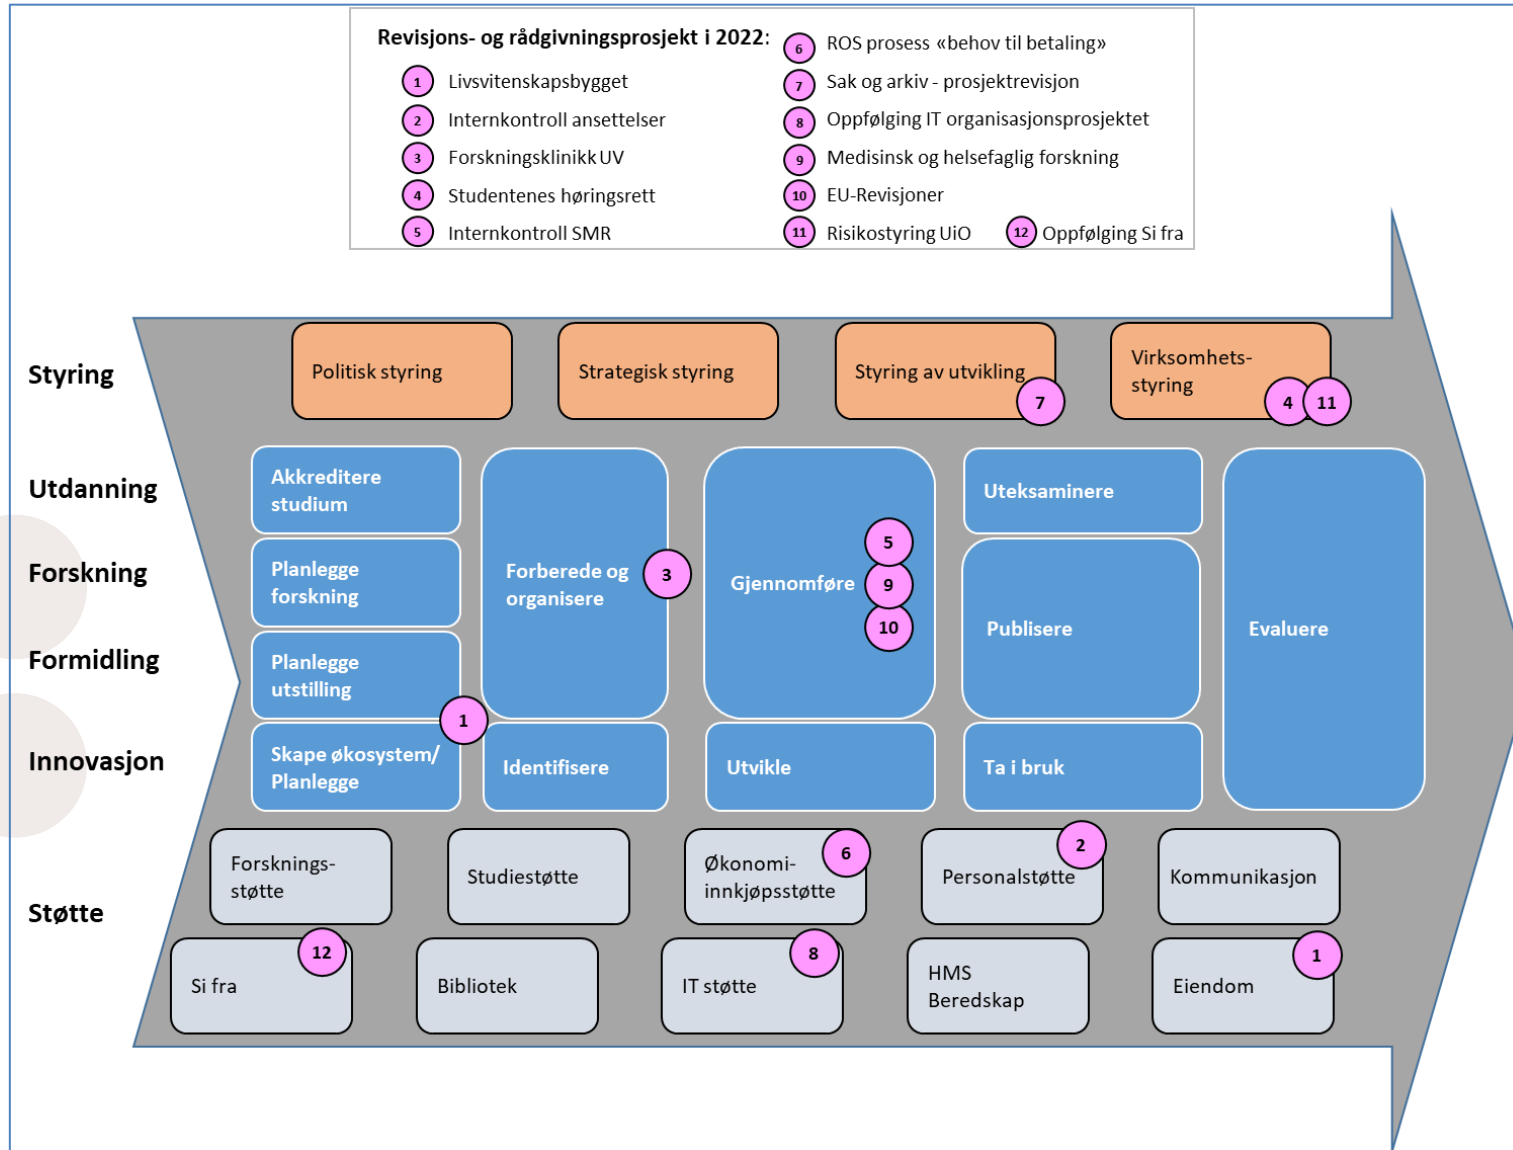 Revisjons- og rådgivningsprosjekt i 2022:
1 Livsvitenskapsbygget
2 Internkontroll ansettelser
3 Forskningsklinikk UV
4 Studentenes høringsrett
5 Internkontroll SMR
6 ROS prosess «behov til betaling»
7 Sak og arkiv - prosjektrevisjon
8 Oppfølging IT organisasjonsprosjektet
9 Medisinsk og helsefaglig forskning
10 EU-Revisjoner
11 Risikostyring UiO
12 Oppfølging Si fra
Styring
Politisk styring
Strategisk styring
Styring av utvikling
7
Virksomhets-
styring
4
11
Utdanning
Forskning
Formidling
Innovasjon
Akkreditere
studium
Planlegge
forskning
Planlegge
utstilling
1
Skape økosystem/
Planlegge
Forberede og
organisere
3
Identifisere
Gjennomføre
5
9
10
Utvikle
Uteksaminere
Publisere
Ta i bruk
Evaluere
Støtte
Forsknings-
støtte
Studiestøtte
Økonomi-
innkjøpsstøtte
6
Personalstøtte
2
Kommunikasjon
Si fra
12
Bibliotek
IT støtte
8
HMS
Beredskap
Eiendom
1